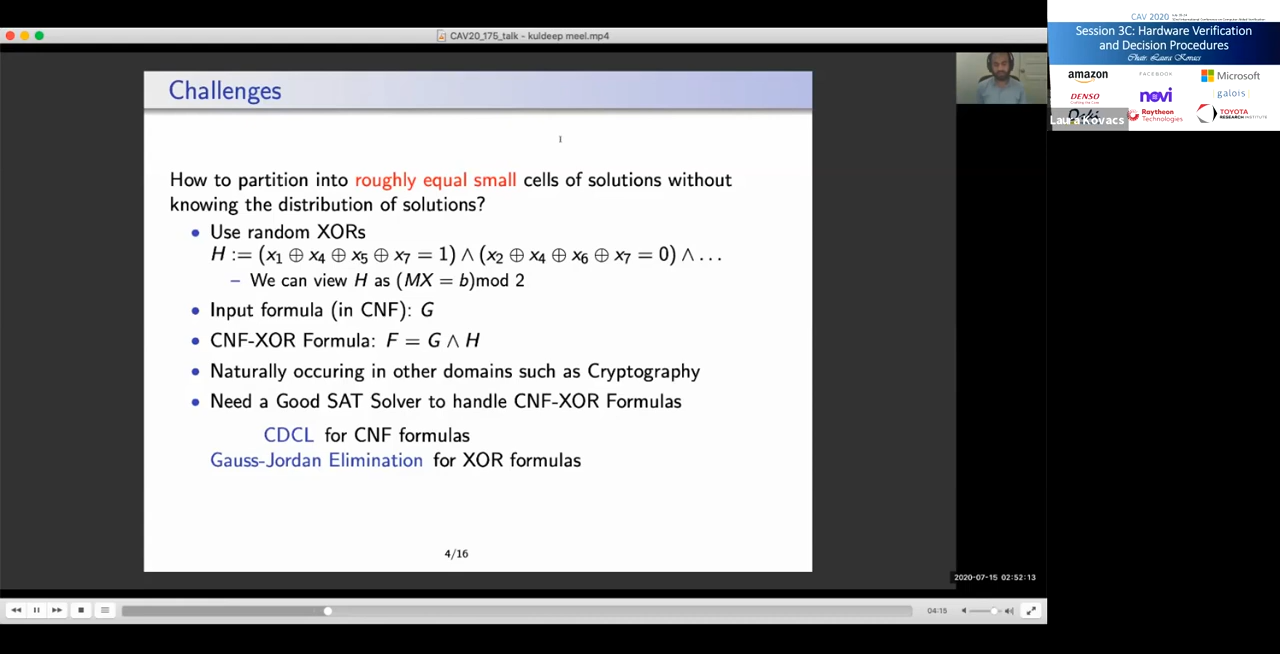 CAV20_175_talk - kuldeep meel.mp4
Challenges
How to partition into roughly equal small cells of solutions without
knowing the distribution of solutions?
• Use random XORs
H := (x₁ ⊕ x₄ ⊕ x₅ ⊕ x₇ = 1) ∧ (x₂ ⊕ x₄ ⊕ x₆ ⊕ x₇ = 0) ∧ . . .
– We can view H as (MX = b)mod 2
• Input formula (in CNF): G
• CNF-XOR Formula: F = G ∧ H
• Naturally occuring in other domains such as Cryptography
• Need a Good SAT Solver to handle CNF-XOR Formulas
CDCL for CNF formulas
Gauss-Jordan Elimination for XOR formulas
4/16
2020-07-15 02:52:13
04:15
CAV 2020
Session 3C: Hardware Verification
and Decision Procedures
Chair: Laura Kovacs
amazon
FACEBOOK
Microsoft
DENSO
novi
galois
Laura Kovacs
Raytheon
Technologies
TOYOTA
RESEARCH INSTITUTE